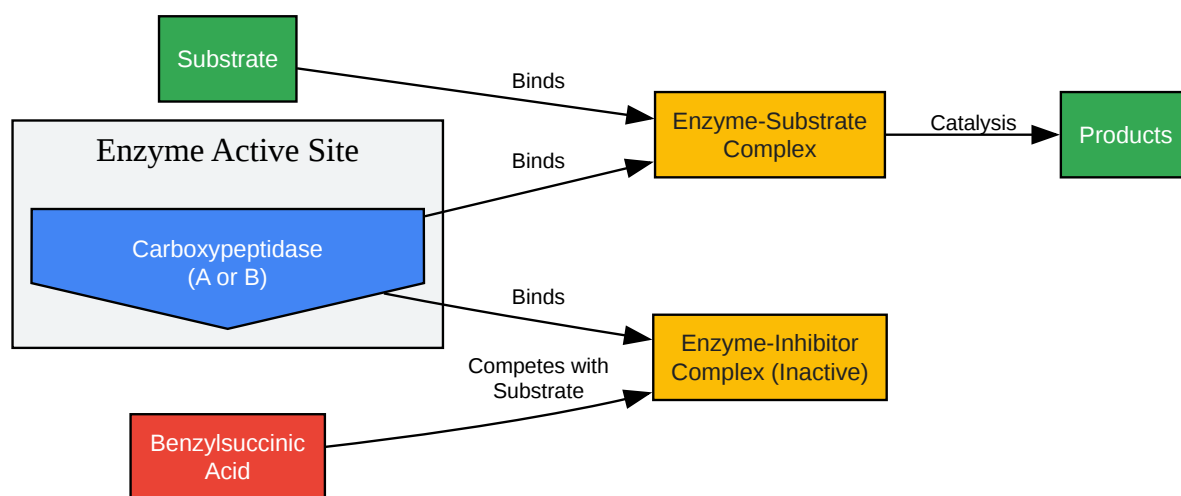 Substrate
Binds
Enzyme-Substrate
Complex
Catalysis
Products
Enzyme Active Site
Binds
Carboxypeptidase
(A or B)
Binds
Enzyme-Inhibitor
Complex (Inactive)
Competes with
Substrate
Benzylsuccinic
Acid